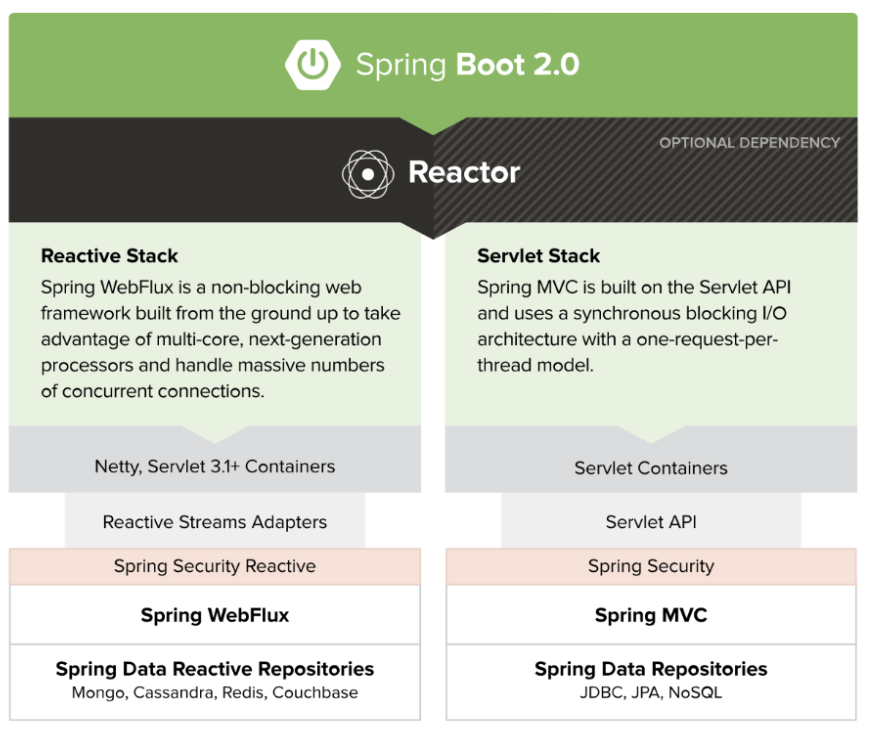 Spring Boot 2.0
OPTIONAL DEPENDENCY
Reactor
Reactive Stack
Spring WebFlux is a non-blocking web
framework built from the ground up to take
advantage of multi-core, next-generation
processors and handle massive numbers
of concurrent connections.
Netty, Servlet 3.1+ Containers
Reactive Streams Adapters
Spring Security Reactive
Spring WebFlux
Spring Data Reactive Repositories
Mongo, Cassandra, Redis, Couchbase
Servlet Stack
Spring MVC is built on the Servlet API
and uses a synchronous blocking I/O
architecture with a one-request-per-
thread model.
Servlet Containers
Servlet API
Spring Security
Spring MVC
Spring Data Repositories
JDBC, JPA, NoSQL